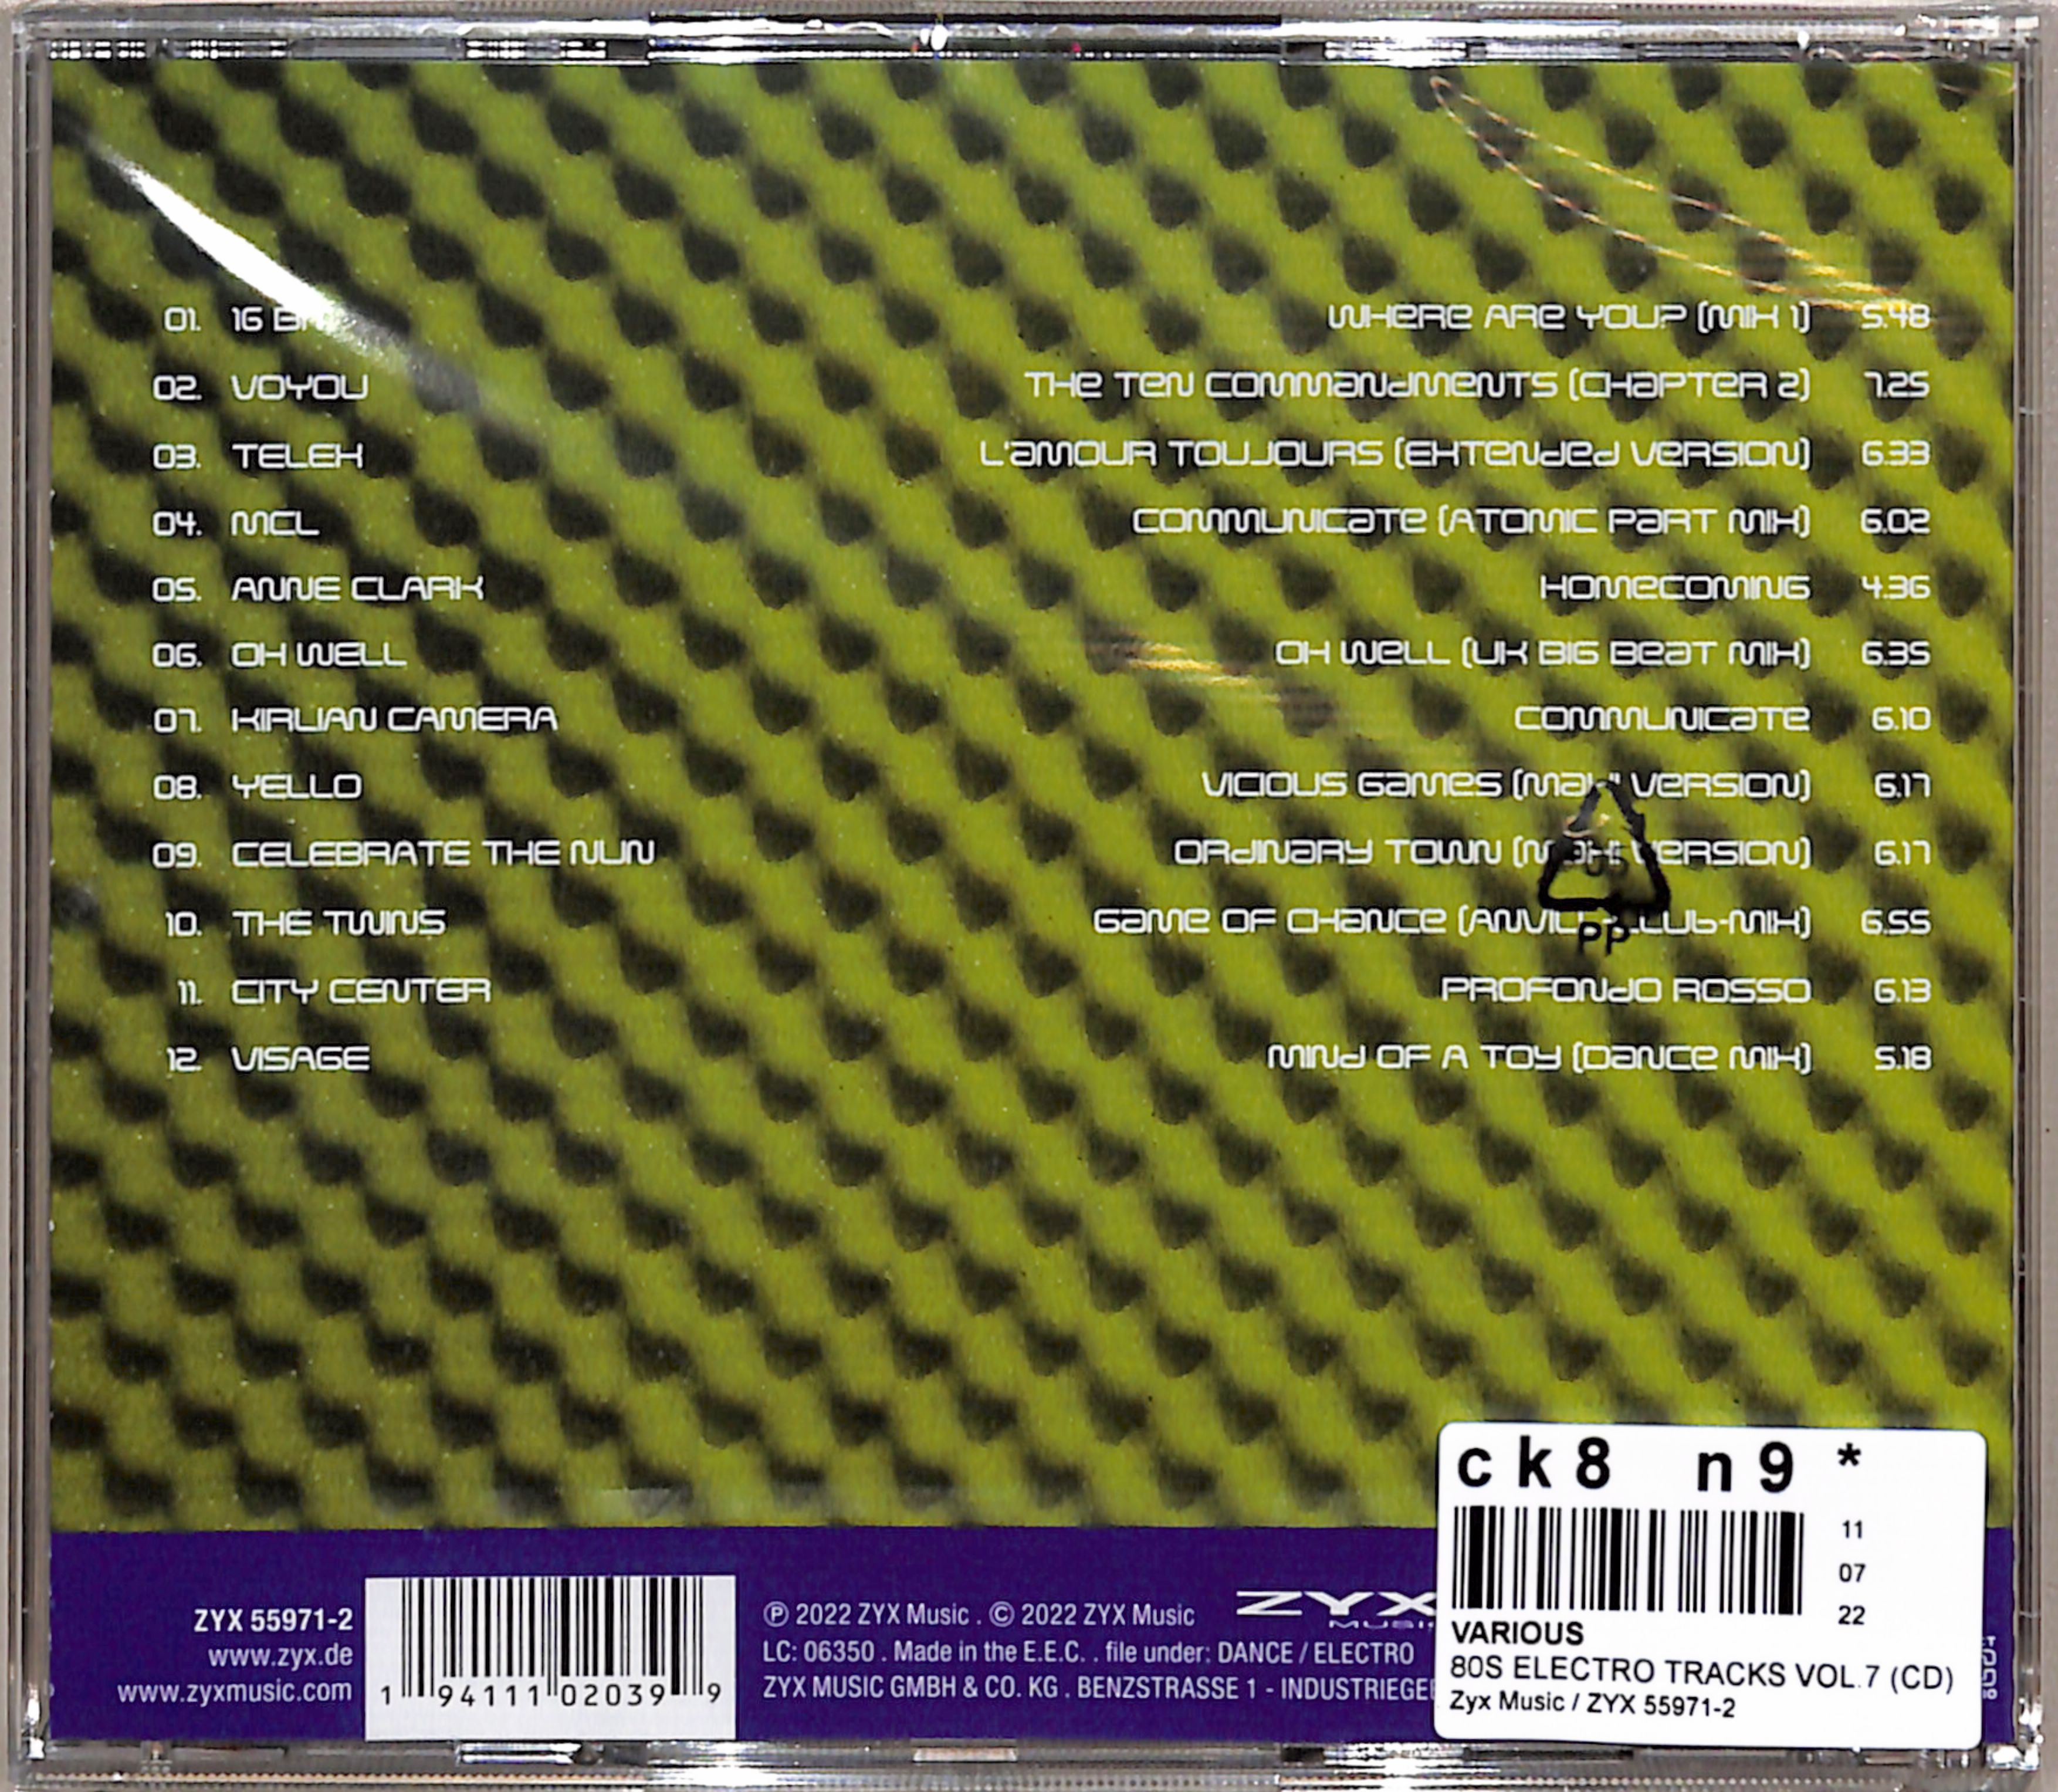 01. 16 WHERE ARE YOU? (MIX 1) 5.48
02. VOYOU THE TEN COMMANDMENTS (CHAPTER 2) 7.25
03. TELEX L'AMOUR TOUJOURS (EXTENDED VERSION) 6.33
04. MCL COMMUNICATE (ATOMIC PART MIX) 6.02
05. ANNE CLARK HOMECOMING 4.36
06. OH WELL OH WELL (UK BIG BEAT MIX) 6.35
07. KIRLIAN CAMERA COMMUNICATE 6.10
08. YELLO VICIOUS GAMES (MAXI VERSION) 6.17
09. CELEBRATE THE NUN ORDINARY TOWN (MAXI VERSION) 6.17
05
10. THE TWINS GAME OF CHANCE 6.55
PP
11. CITY CENTER PROFONDO ROSSO 6.13
12. VISAGE MIND OF A TOY (DANCE MIX) 5.18
ck8 n9 *
11
07
22
VARIOUS
80S ELECTRO TRACKS VOL.7 (CD)
Zyx Music / ZYX 55971-2
ZYX 55971-2
www.zyx.de
www.zyxmusic.com
1 94111 02039 9
℗ 2022 ZYX Music . © 2022 ZYX Music
LC: 06350 . Made in the E.E.C. . file under: DANCE / ELECTRO
ZYX MUSIC GMBH & CO. KG . BENZSTRASSE 1 -
ZYX
MUSIC